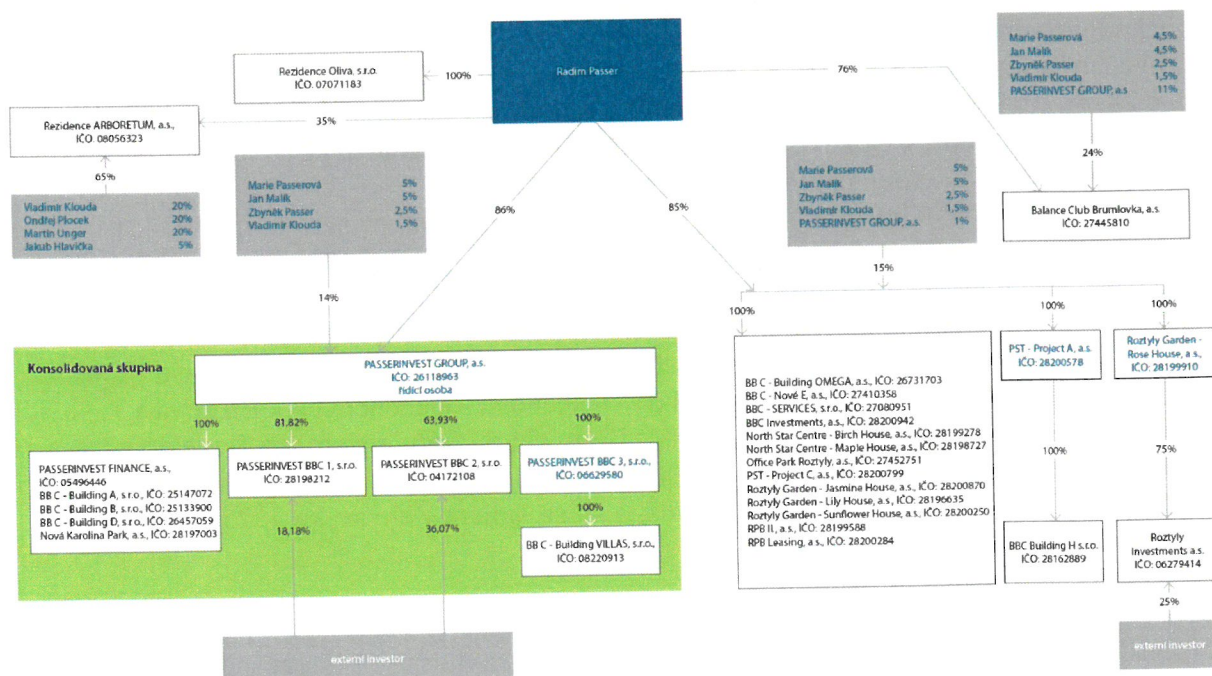 Radim Passer
Marie Passerová 4,5%
Jan Malík 4,5%
Zbyněk Passer 2,5%
Vladimír Klouda 1,5%
PASSERINVEST GROUP, a.s 11%
Rezidence Oliva, s.r.o.
IČO: 07071183
100%
76%
Rezidence ARBORETUM, a.s.,
IČO: 08056323
35%
65%
Vladimír Klouda 20%
Ondřej Plocek 20%
Martin Unger 20%
Jakub Hlavička 5%
Marie Passerová 5%
Jan Malík 5%
Zbyněk Passer 2,5%
Vladimír Klouda 1,5%
86%
85%
Marie Passerová 5%
Jan Malík 5%
Zbyněk Passer 2,5%
Vladimír Klouda 1,5%
PASSERINVEST GROUP, a.s. 1%
24%
Balance Club Brumlovka, a.s.
IČO: 27445810
14%
15%
Konsolidovaná skupina
PASSERINVEST GROUP, a.s.
IČO: 26118963
řídící osoba
100%
81,82%
63,93%
100%
PASSERINVEST FINANCE, a.s.,
IČO: 05496446
BB C - Building A, s.r.o., IČO: 25147072
BB C - Building B, s.r.o., IČO: 25133900
BB C - Building D, s.r.o., IČO: 26457059
Nová Karolina Park, a.s., IČO: 28197003
PASSERINVEST BBC 1, s.r.o.
IČO: 28198212
PASSERINVEST BBC 2, s.r.o.
IČO: 04172108
PASSERINVEST BBC 3, s.r.o.,
IČO: 06629580
18,18%
36,07%
100%
BB C - Building VILLAS, s.r.o.,
IČO: 08220913
externí investor
100%
100%
100%
BB C - Building OMEGA, a.s., IČO: 26731703
BB C - Nové E, a.s., IČO: 27410358
BBC - SERVICES, s.r.o., IČO: 27080951
BBC Investments, a.s., IČO: 28200942
North Star Centre - Birch House, a.s., IČO: 28199278
North Star Centre - Maple House, a.s., IČO: 28198727
Office Park Roztyly, a.s., IČO: 27452751
PST - Project C, a.s., IČO: 28200799
Roztyly Garden - Jasmine House, a.s., IČO: 28200870
Roztyly Garden - Lily House, a.s., IČO: 28196635
Roztyly Garden - Sunflower House, a.s., IČO: 28200250
RPB II., a.s., IČO: 28199588
RPB Leasing, a.s., IČO: 28200284
PST - Project A, a.s.
IČO: 28200578
Roztyly Garden -
Rose House, a.s.,
IČO: 28199910
100%
75%
BBC Building H s.r.o.
IČO: 28162889
Roztyly
Investments a.s.
IČO: 06279414
25%
externí investor